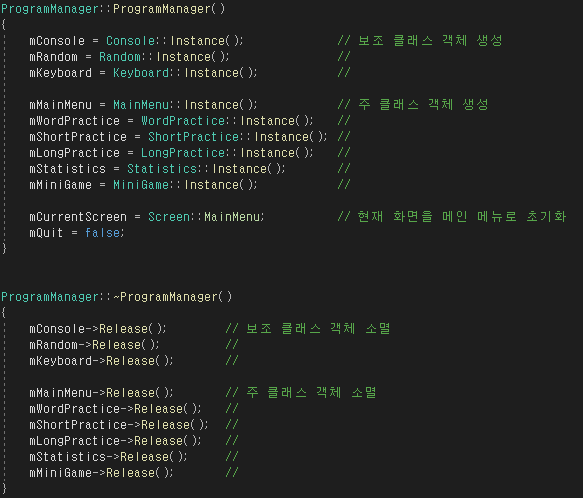 ProgramManager::ProgramManager()
{
    mConsole = Console::Instance();                // 보조 클래스 객체 생성
    mRandom = Random::Instance();                  //
    mKeyboard = Keyboard::Instance();              //

    mMainMenu = MainMenu::Instance();              // 주 클래스 객체 생성
    mWordPractice = WordPractice::Instance();      //
    mShortPractice = ShortPractice::Instance();    //
    mLongPractice = LongPractice::Instance();      //
    mStatistics = Statistics::Instance();          //
    mMiniGame = MiniGame::Instance();              //

    mCurrentScreen = Screen::MainMenu;             // 현재 화면을 메인 메뉴로 초기화
    mQuit = false;
}

ProgramManager::~ProgramManager()
{
    mConsole->Release();          // 보조 클래스 객체 소멸
    mRandom->Release();           //
    mKeyboard->Release();         //

    mMainMenu->Release();         // 주 클래스 객체 소멸
    mWordPractice->Release();     //
    mShortPractice->Release();    //
    mLongPractice->Release();     //
    mStatistics->Release();       //
    mMiniGame->Release();         //
}